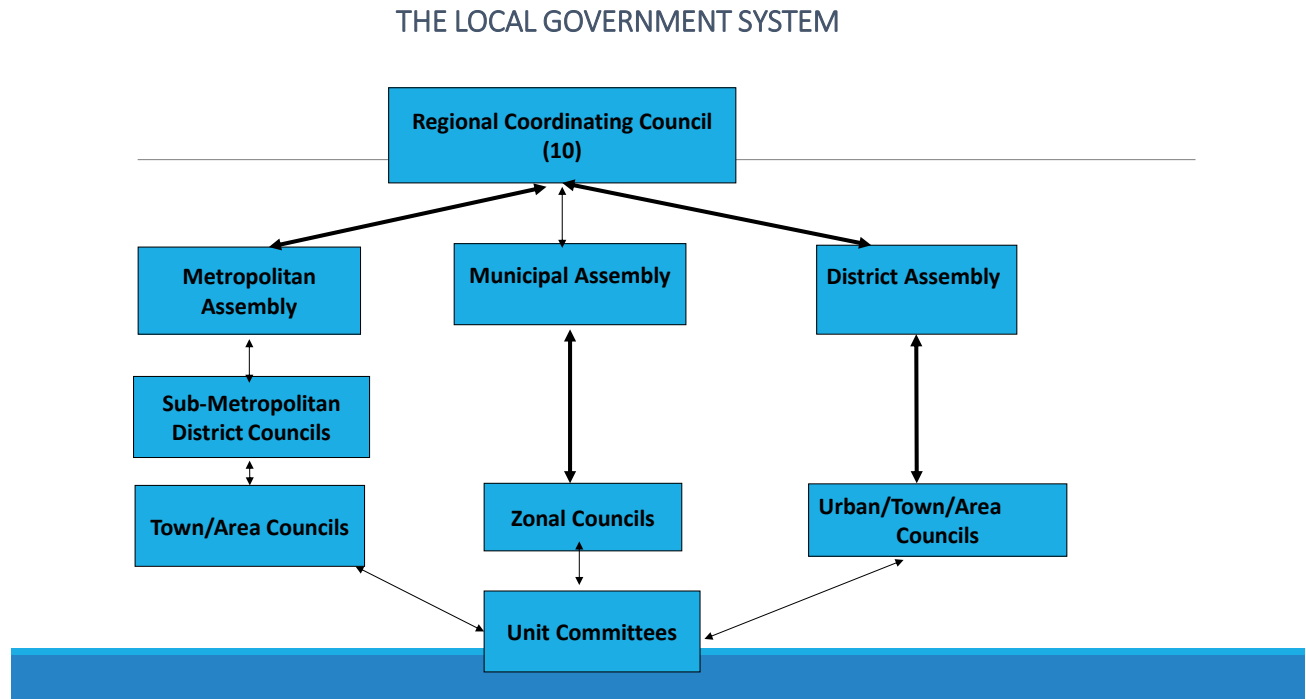 THE LOCAL GOVERNMENT SYSTEM
Regional Coordinating Council
(10)
Metropolitan
Assembly
Municipal Assembly
District Assembly
Sub-Metropolitan
District Councils
Town/Area Councils
Zonal Councils
Urban/Town/Area
Councils
Unit Committees